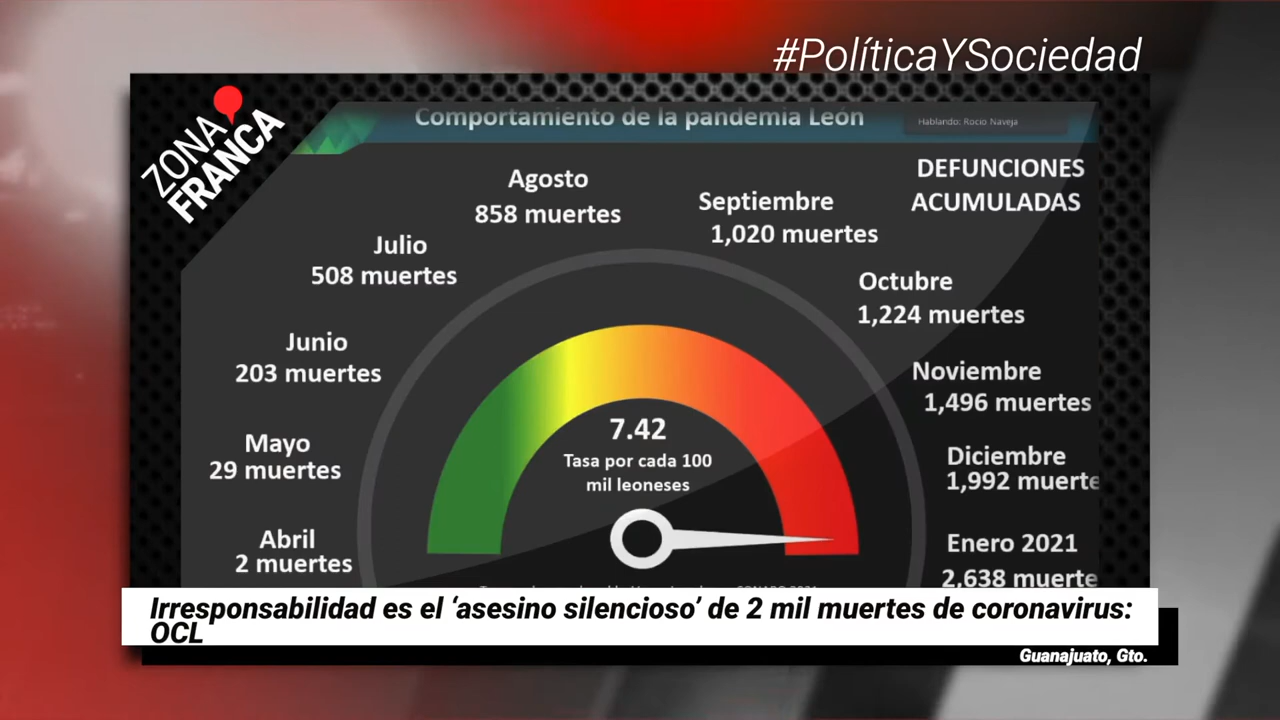 #PolíticaYSociedad
ZONA
FRANCA
Comportamiento de la pandemia León
Hablando: Rocio Naveja
DEFUNCIONES
ACUMULADAS
Agosto
858 muertes
Septiembre
1,020 muertes
Julio
508 muertes
Octubre
1,224 muertes
Junio
203 muertes
Noviembre
1,496 muertes
Mayo
29 muertes
Diciembre
1,992 muerte
Abril
2 muertes
Enero 2021
2,638 muerte
7.42
Tasa por cada 100
mil leoneses
Irresponsabilidad es el ‘asesino silencioso’ de 2 mil muertes de coronavirus:
OCL
Guanajuato, Gto.